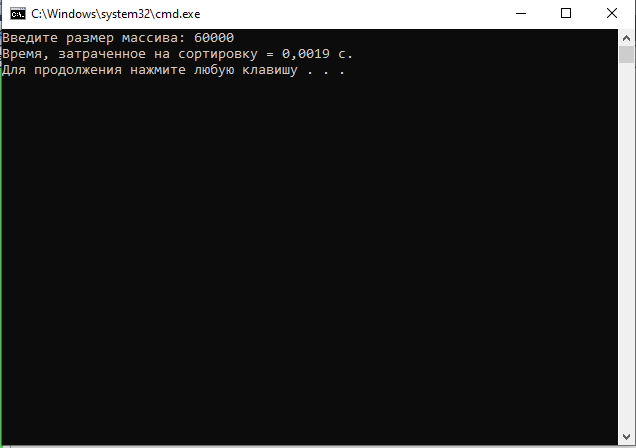 C:\Windows\system32\cmd.exe
Введите размер массива: 60000
Время, затраченное на сортировку = 0,0019 с.
Для продолжения нажмите любую клавишу . . .